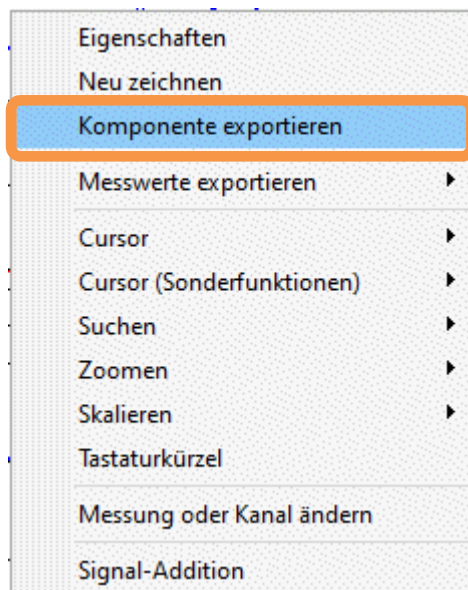 Eigenschaften
Neu zeichnen
Komponente exportieren
Messwerte exportieren
Cursor
Cursor (Sonderfunktionen)
Suchen
Zoomen
Skalieren
Tastaturkürzel
Messung oder Kanal ändern
Signal-Addition